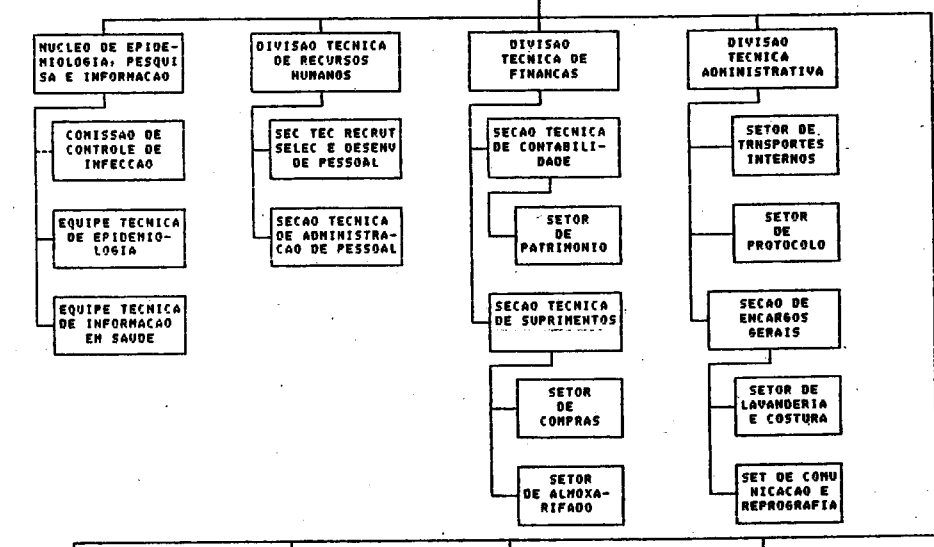 NUCLEO DE EPIDE-
MIOLOGIA, PESQUI
SA E INFORMACAO
COMISSAO DE
CONTROLE DE
INFECCAO
EQUIPE TECNICA
DE EPIDEMIO-
LOGIA
EQUIPE TECNICA
DE INFORMACAO
EM SAUDE
DIVISAO TECNICA
DE RECURSOS
HUMANOS
SEC TEC RECRUT
SELEC E DESENV
DE PESSOAL
SECAO TECNICA
DE ADMINISTRA-
CAO DE PESSOAL
DIVISAO
TECNICA DE
FINANCAS
SECAO TECNICA
DE CONTABILI-
DADE
SETOR
DE
PATRIMONIO
SECAO TECNICA
DE SUPRIMENTOS
SETOR
DE
COMPRAS
SETOR
DE ALMOXA-
RIFADO
DIVISAO
TECNICA
ADMINISTRATIVA
SETOR DE
TRNSPORTES
INTERNOS
SETOR
DE
PROTOCOLO
SECAO DE
ENCARGOS
GERAIS
SETOR DE
LAVANDERIA
E COSTURA
SET DE COMU
NICACAO E
REPROGRAFIA